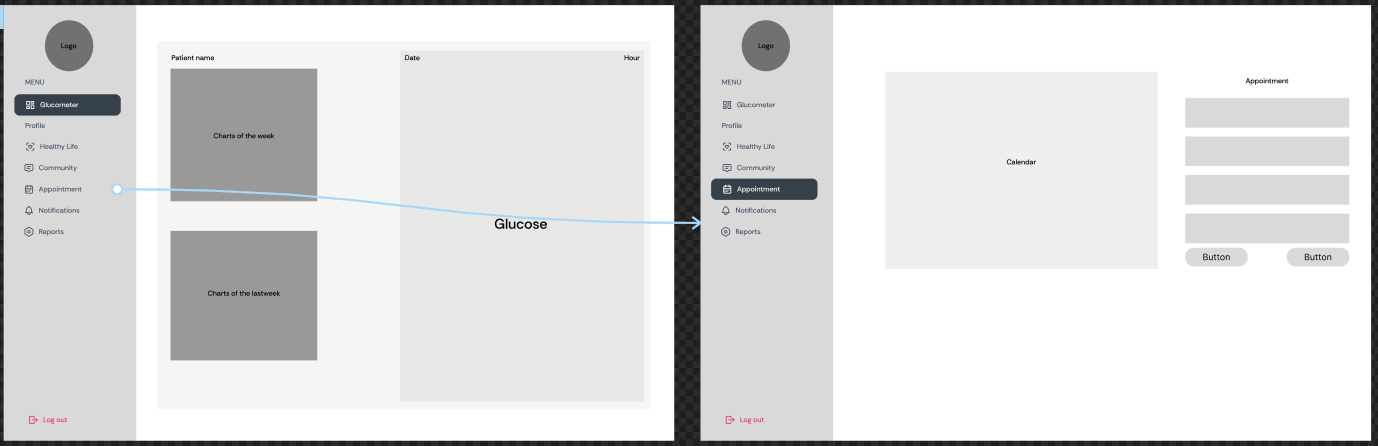 Logo
MENU
Glucometer
Profile
Healthy Life
Community
Appointment
Notifications
Reports
Log out
Patient name
Charts of the week
Charts of the lastweek
Date
Hour
Glucose
Logo
MENU
Glucometer
Profile
Healthy Life
Community
Appointment
Notifications
Reports
Log out
Calendar
Appointment
Button
Button